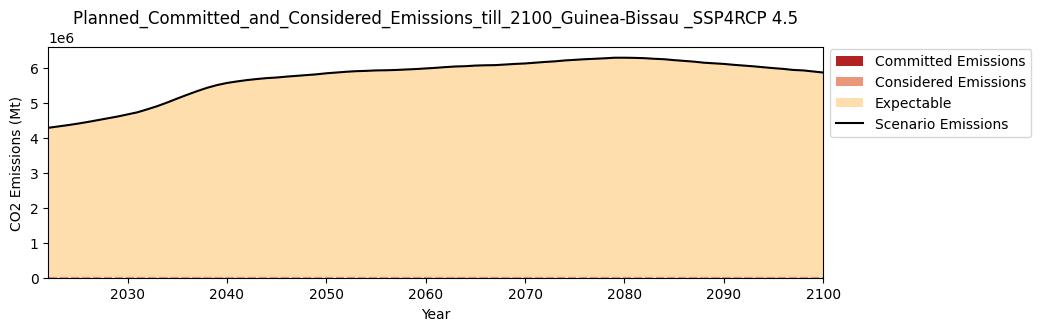 Planned_Committed_and_Considered_Emissions_till_2100_Guinea-Bissau _SSP4RCP 4.5
1e6
6
5
4
3
2
1
0
CO2 Emissions (Mt)
2030 2040 2050 2060 2070 2080 2090 2100
Year
Committed Emissions
Considered Emissions
Expectable
Scenario Emissions